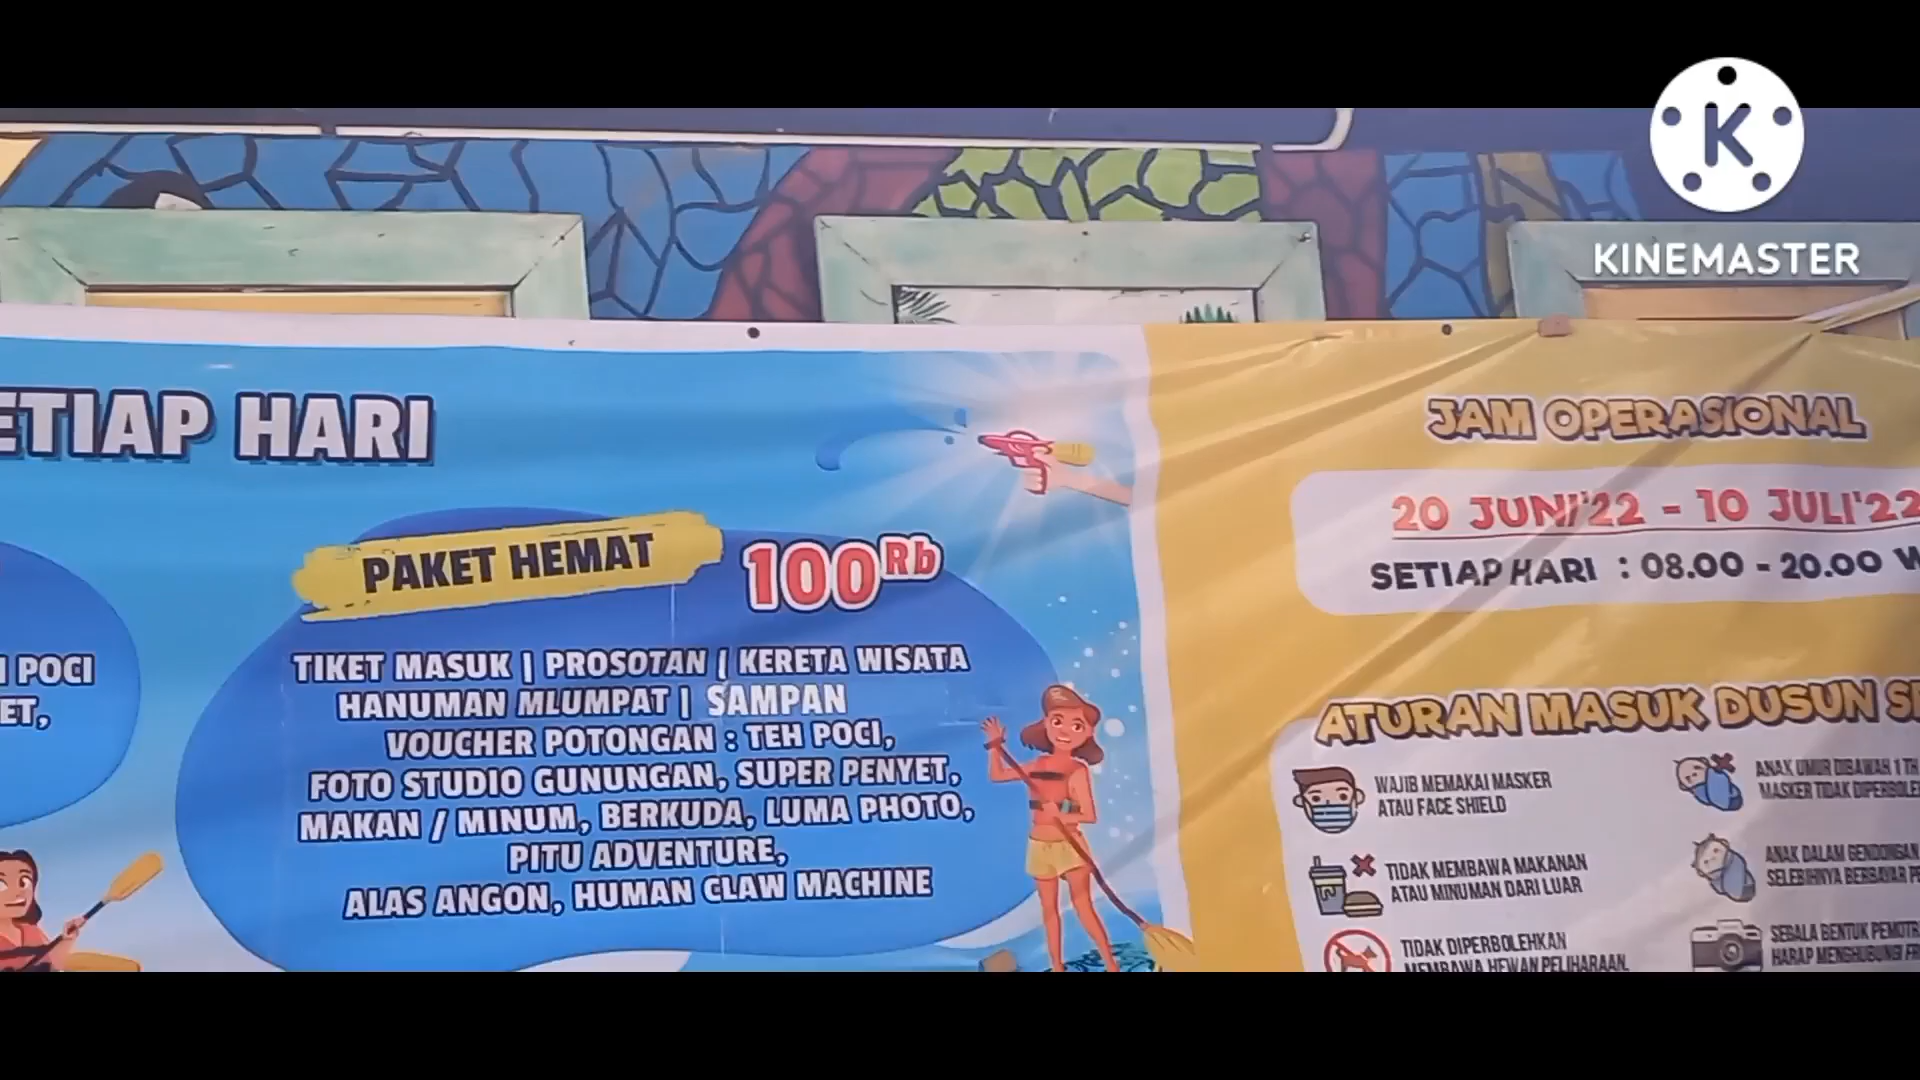 K
KINEMASTER
ETIAP HARI
PAKET HEMAT
100Rb
TIKET MASUK | PROSOTAN | KERETA WISATA
HANUMAN MLUMPAT | SAMPAN
VOUCHER POTONGAN : TEH POCI,
FOTO STUDIO GUNUNGAN, SUPER PENYET,
MAKAN / MINUM, BERKUDA, LUMA PHOTO,
PITU ADVENTURE,
ALAS ANGON, HUMAN CLAW MACHINE
POCI
ET,
JAM OPERASIONAL
20 JUNI'22 - 10 JULI'22
SETIAP HARI : 08.00 - 20.00 W
ATURAN MASUK DUSUN SE
WAJIB MEMAKAI MASKER
ATAU FACE SHIELD
TIDAK MEMBAWA MAKANAN
ATAU MINUMAN DARI LUAR
TIDAK DIPERBOLEHKAN
MEMBAWA HEWAN PELIHARAAN
ANAK UMUR DIBAWAH 1 TH
MASKER TIDAK DIPERBOLE
ANAK DALAM GENDONGAN
SELEBIHNYA BERBAYAR PE
SEGALA BENTUK PEMOTR
HARAP MENGHUBUNGI FR